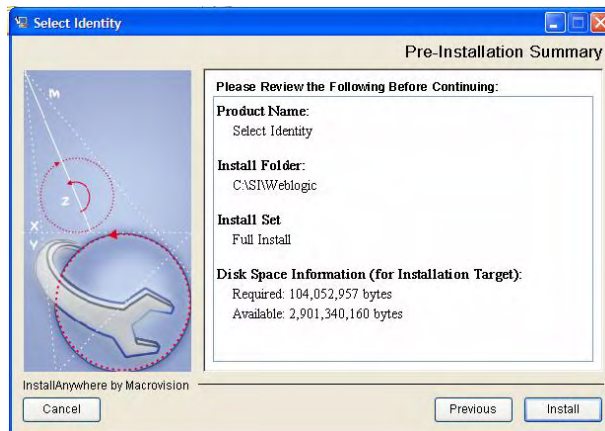 Select Identity
Pre-Installation Summary
M
Z
X
Y
Please Review the Following Before Continuing:
Product Name:
Select Identity
Install Folder:
C:\SI\Weblogic
Install Set
Full Install
Disk Space Information (for Installation Target):
Required: 104,052,957 bytes
Available: 2,901,340,160 bytes
InstallAnywhere by Macrovision
Cancel
Previous
Install